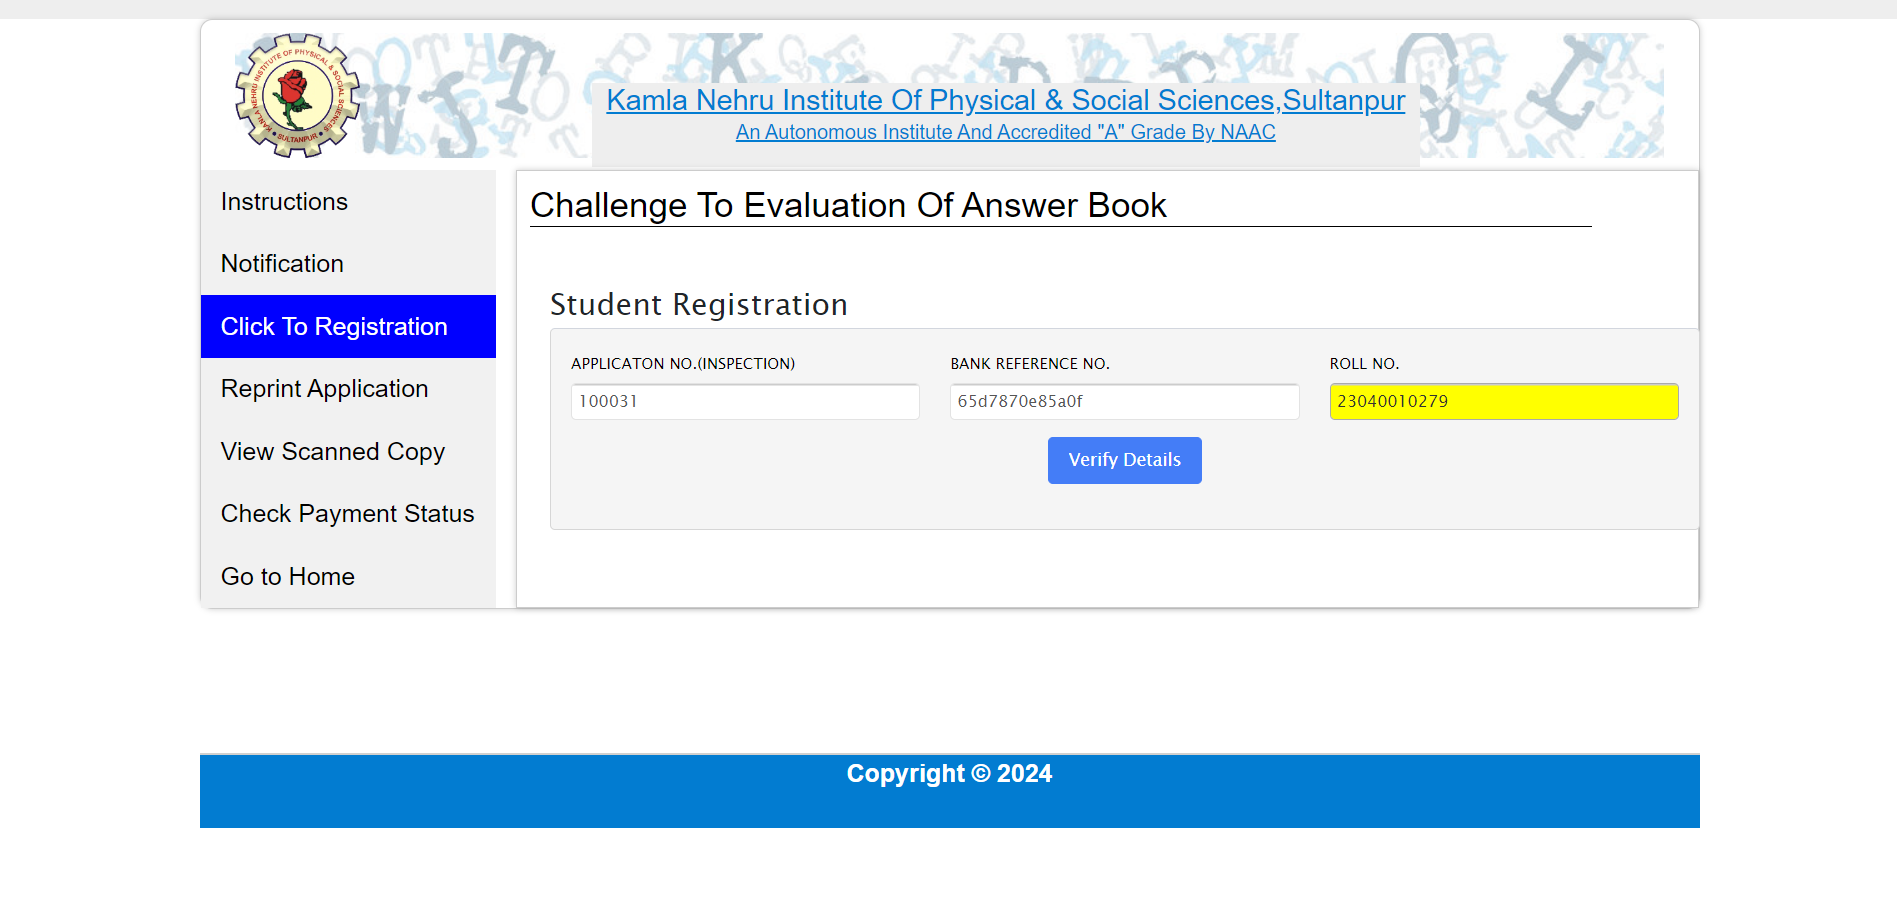 KAMLA NEHRU INSTITUTE OF PHYSICAL & SOCIAL SCIENCES
• SULTANPUR •
Kamla Nehru Institute Of Physical & Social Sciences,Sultanpur
An Autonomous Institute And Accredited "A" Grade By NAAC
Instructions
Notification
Click To Registration
Reprint Application
View Scanned Copy
Check Payment Status
Go to Home
Challenge To Evaluation Of Answer Book
Student Registration
APPLICATON NO.(INSPECTION)
BANK REFERENCE NO.
ROLL NO.
100031
65d7870e85a0f
23040010279
Verify Details
Copyright © 2024